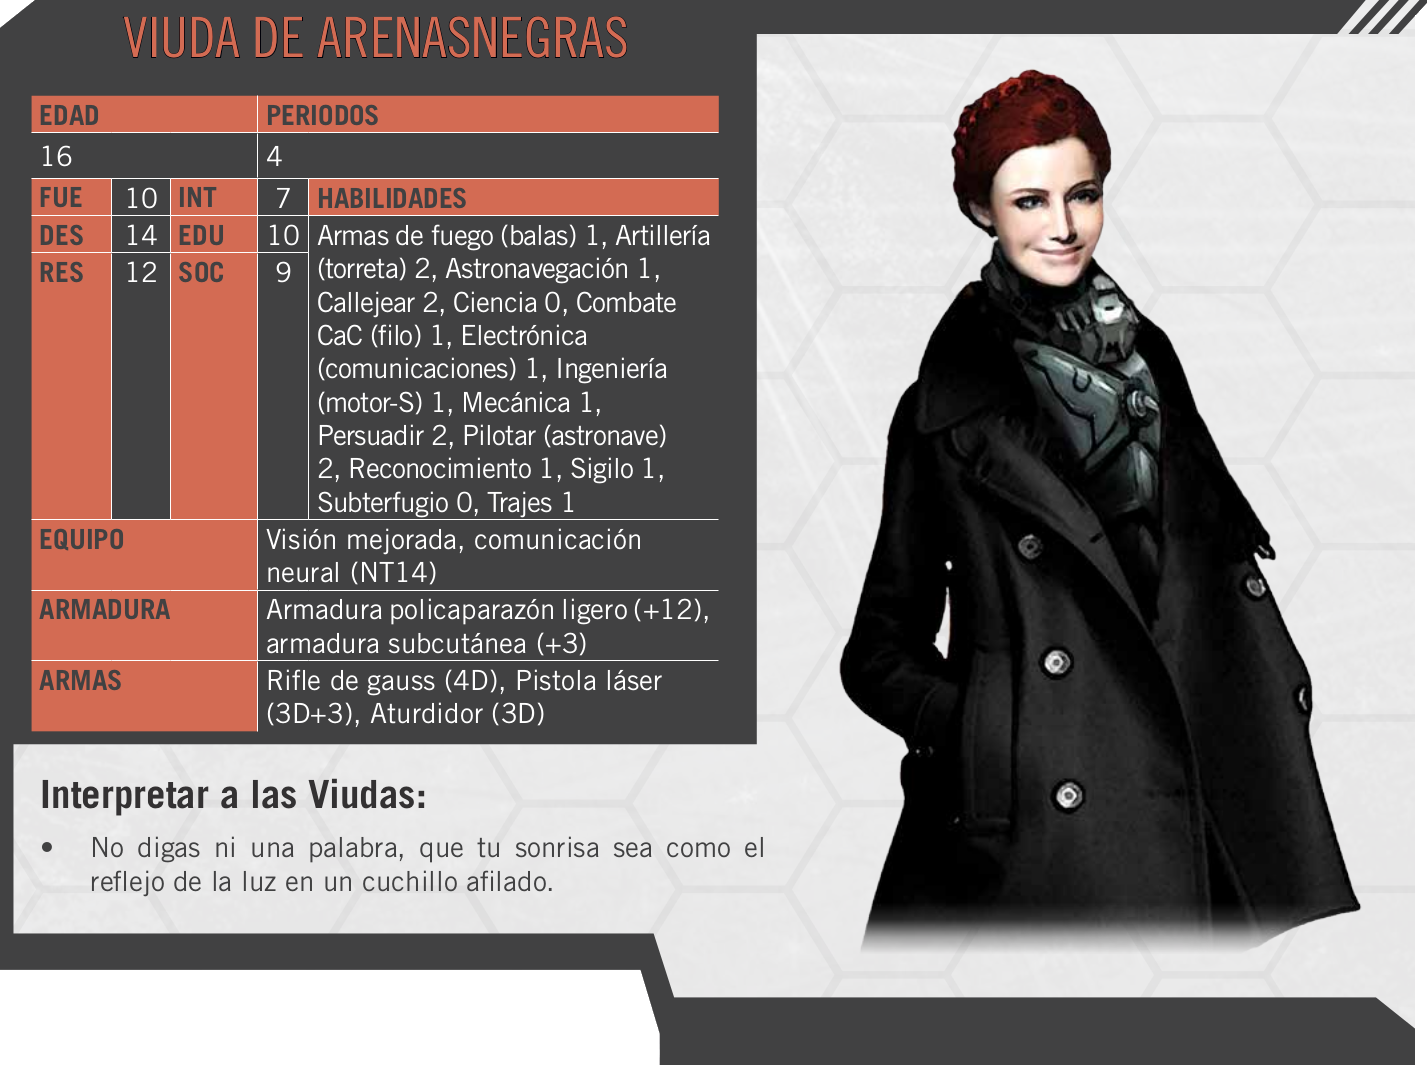 VIUDA DE ARENASNEGRAS
EDAD PERIODOS
16 4
FUE 10 INT 7 HABILIDADES
DES 14 EDU 10 Armas de fuego (balas) 1, Artillería
RES 12 SOC 9 (torreta) 2, Astronavegación 1,
Callejear 2, Ciencia 0, Combate
CaC (filo) 1, Electrónica
(comunicaciones) 1, Ingeniería
(motor-S) 1, Mecánica 1,
Persuadir 2, Pilotar (astronave)
2, Reconocimiento 1, Sigilo 1,
Subterfugio 0, Trajes 1
EQUIPO Visión mejorada, comunicación
neural (NT14)
ARMADURA Armadura policaparazón ligero (+12),
armadura subcutánea (+3)
ARMAS Rifle de gauss (4D), Pistola láser
(3D+3), Aturdidor (3D)
Interpretar a las Viudas:
• No digas ni una palabra, que tu sonrisa sea como el
reflejo de la luz en un cuchillo afilado.